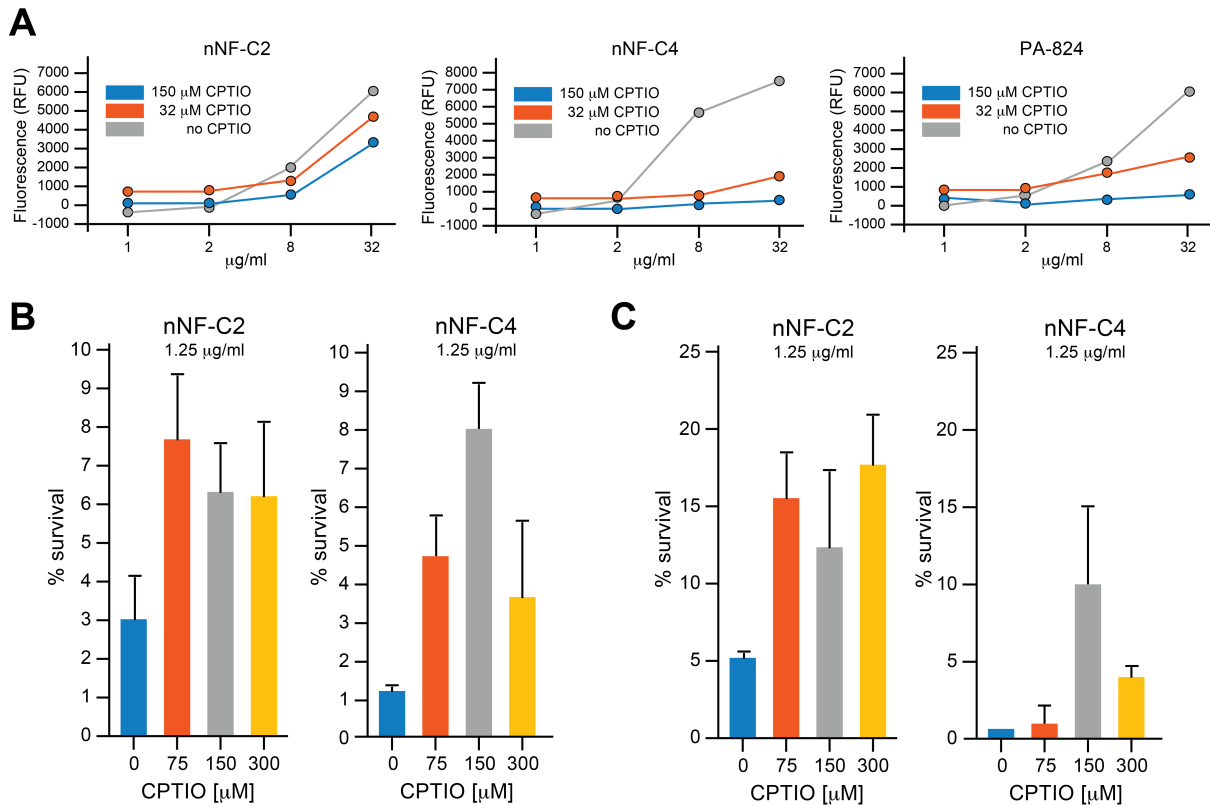 A
nNF-C2
Fluorescence (RFU)
7000
6000
5000
4000
3000
2000
1000
0
-1000
150 μM CPTIO
32 μM CPTIO
no CPTIO
1 2 8 32
μg/ml
nNF-C4
Fluorescence (RFU)
8000
7000
6000
5000
4000
3000
2000
1000
0
-1000
150 μM CPTIO
32 μM CPTIO
no CPTIO
1 2 8 32
μg/ml
PA-824
Fluorescence (RFU)
7000
6000
5000
4000
3000
2000
1000
0
-1000
150 μM CPTIO
32 μM CPTIO
no CPTIO
1 2 8 32
μg/ml
B
nNF-C2
1.25 μg/ml
% survival
10
9
8
7
6
5
4
3
2
1
0
0 75 150 300
CPTIO [μM]
nNF-C4
1.25 μg/ml
% survival
10
9
8
7
6
5
4
3
2
1
0
0 75 150 300
CPTIO [μM]
C
nNF-C2
1.25 μg/ml
% survival
25
20
15
10
5
0
0 75 150 300
CPTIO [μM]
nNF-C4
1.25 μg/ml
% survival
25
20
15
10
5
0
0 75 150 300
CPTIO [μM]